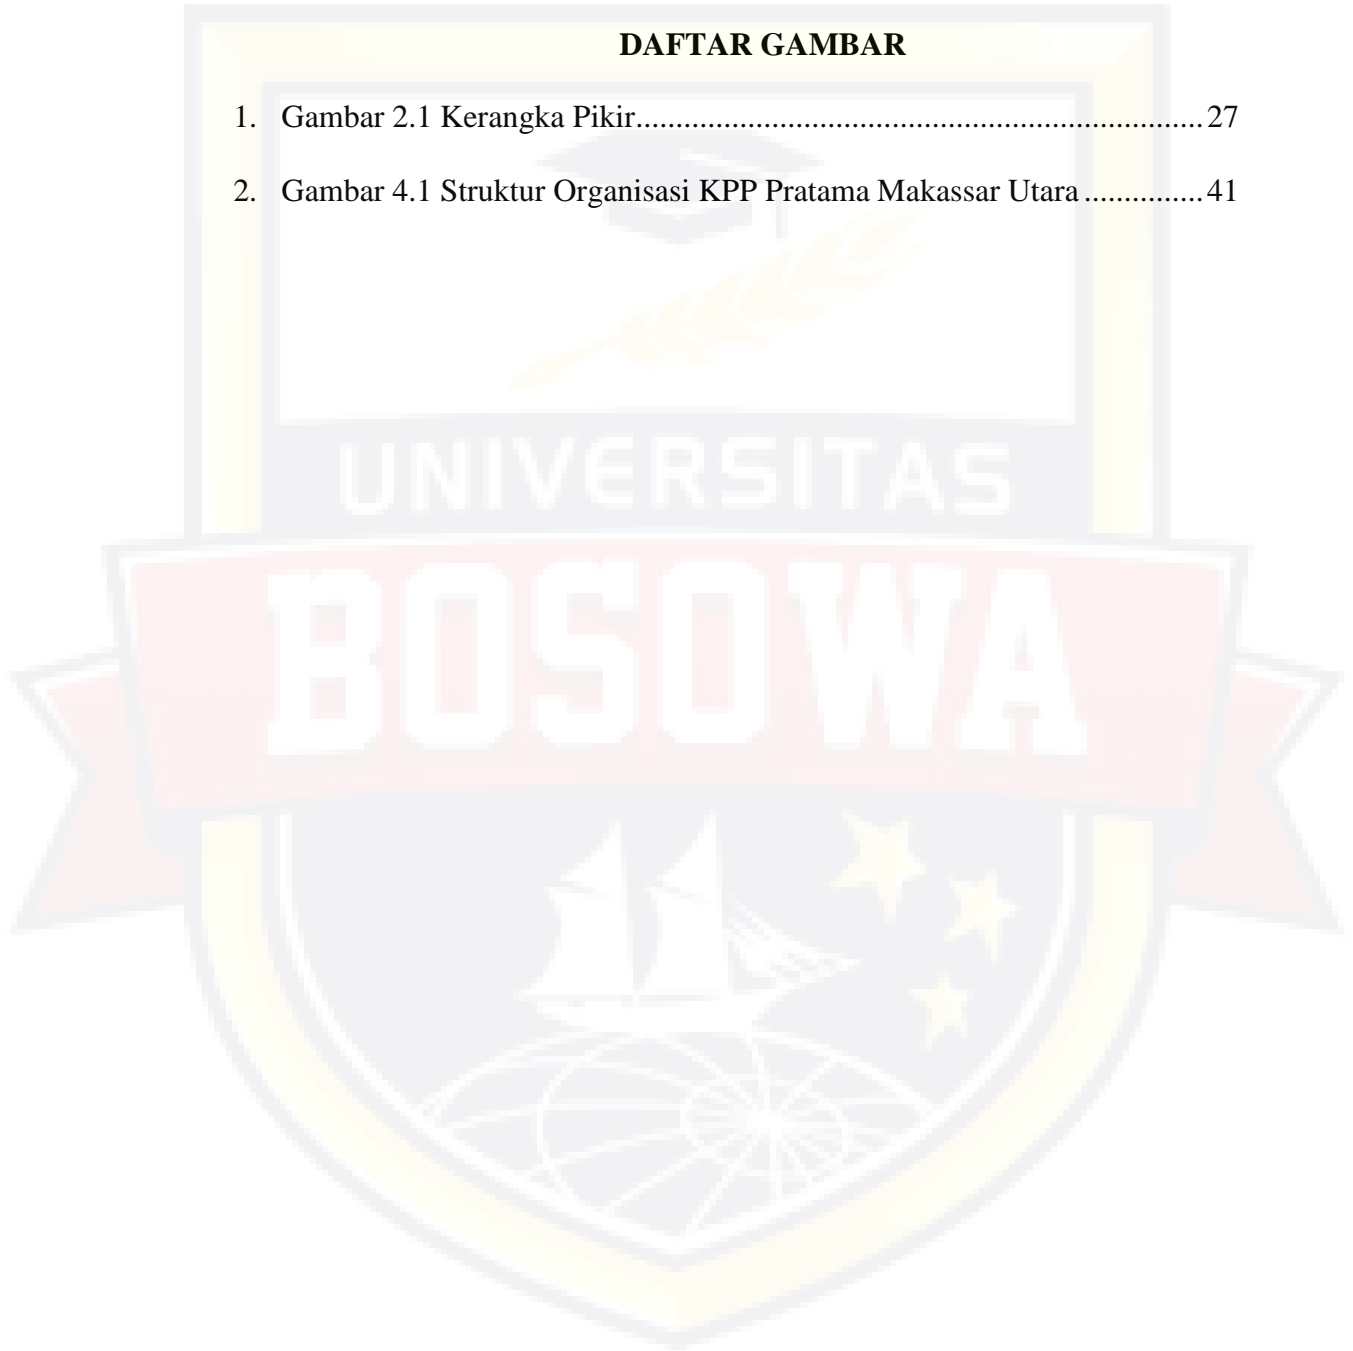 DAFTAR GAMBAR
1. Gambar 2.1 Kerangka Pikir.......................................................................27
2. Gambar 4.1 Struktur Organisasi KPP Pratama Makassar Utara ...............41
UNIVERSITAS
BOSOWA